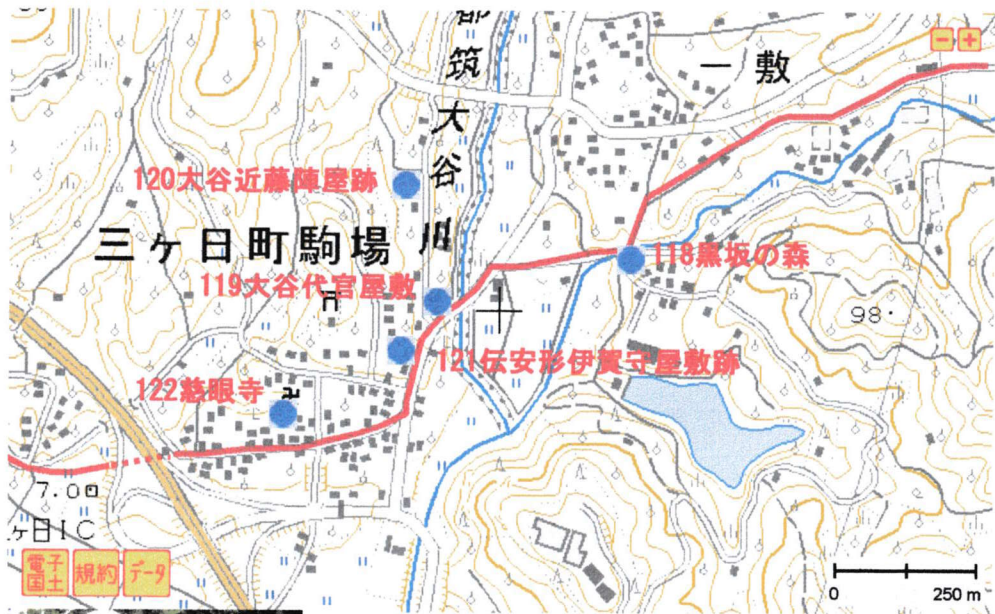 都筑大谷川
一敷
120大谷近藤陣屋跡
三ヶ日町駒場
118黒坂の森
119大谷代官屋敷
98
121伝安形伊賀守屋敷跡
122慈眼寺
7.0
ヶ日IC
電子国土
規約
データ
0
250 m